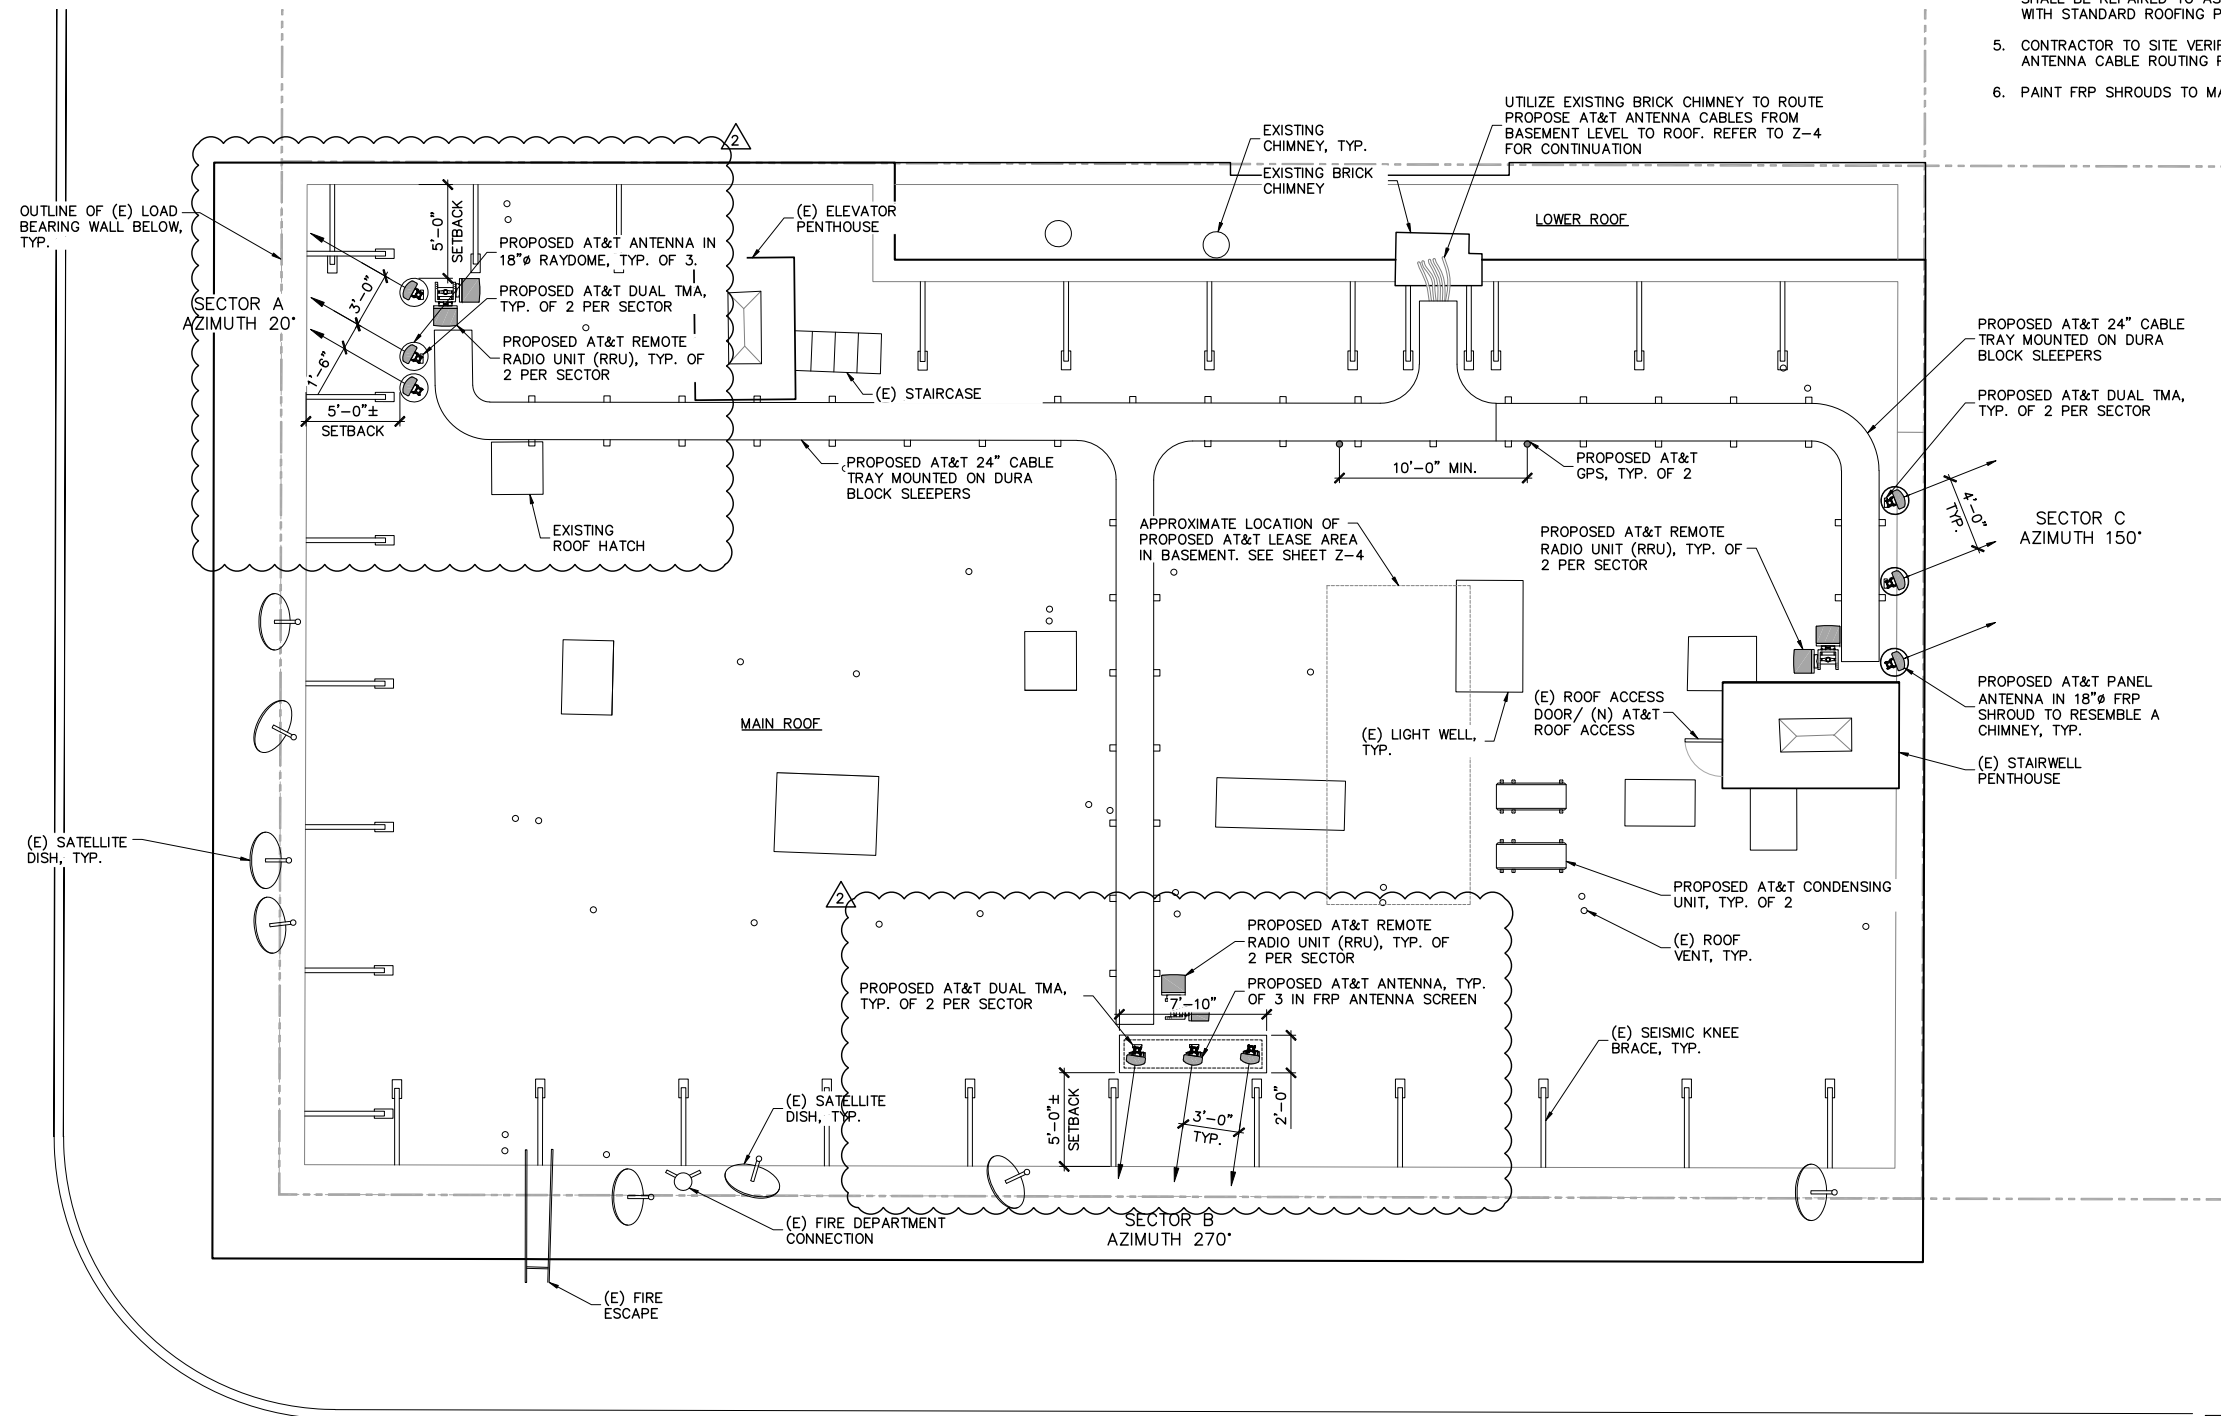 WITH STANDARD ROOFING P
5. CONTRACTOR TO SITE VERIF
ANTENNA CABLE ROUTING
6. PAINT FRP SHROUDS TO MA
UTILIZE EXISTING BRICK CHIMNEY TO ROUTE
PROPOSE AT&T ANTENNA CABLES FROM
BASEMENT LEVEL TO ROOF. REFER TO Z-4
FOR CONTINUATION
EXISTING
CHIMNEY, TYP.
EXISTING BRICK
CHIMNEY
2
OUTLINE OF (E) LOAD
BEARING WALL BELOW,
TYP.
5'-0"
SETBACK
(E) ELEVATOR
PENTHOUSE
LOWER ROOF
PROPOSED AT&T ANTENNA IN
18"ø RAYDOME, TYP. OF 3.
PROPOSED AT&T DUAL TMA,
TYP. OF 2 PER SECTOR
PROPOSED AT&T REMOTE
RADIO UNIT (RRU), TYP. OF
2 PER SECTOR
SECTOR A
AZIMUTH 20°
3'-0"
1'-6"
5'-0"±
SETBACK
(E) STAIRCASE
PROPOSED AT&T 24" CABLE
TRAY MOUNTED ON DURA
BLOCK SLEEPERS
PROPOSED AT&T DUAL TMA,
TYP. OF 2 PER SECTOR
PROPOSED AT&T 24" CABLE
TRAY MOUNTED ON DURA
BLOCK SLEEPERS
10'-0" MIN.
PROPOSED AT&T
GPS, TYP. OF 2
EXISTING
ROOF HATCH
APPROXIMATE LOCATION OF
PROPOSED AT&T LEASE AREA
IN BASEMENT. SEE SHEET Z-4
PROPOSED AT&T REMOTE
RADIO UNIT (RRU), TYP. OF
2 PER SECTOR
4'-0"
TYP.
SECTOR C
AZIMUTH 150°
MAIN ROOF
(E) LIGHT WELL,
TYP.
(E) ROOF ACCESS
DOOR/ (N) AT&T
ROOF ACCESS
PROPOSED AT&T PANEL
ANTENNA IN 18"ø FRP
SHROUD TO RESEMBLE A
CHIMNEY, TYP.
(E) STAIRWELL
PENTHOUSE
(E) SATELLITE
DISH, TYP.
2
PROPOSED AT&T CONDENSING
UNIT, TYP. OF 2
(E) ROOF
VENT, TYP.
PROPOSED AT&T REMOTE
RADIO UNIT (RRU), TYP. OF
2 PER SECTOR
PROPOSED AT&T DUAL TMA,
TYP. OF 2 PER SECTOR
PROPOSED AT&T ANTENNA, TYP.
OF 3 IN FRP ANTENNA SCREEN
7'-10"
(E) SEISMIC KNEE
BRACE, TYP.
(E) SATELLITE
DISH, TYP.
5'-0"±
SETBACK
3'-0"
TYP.
2'-0"
SECTOR B
AZIMUTH 270°
(E) FIRE DEPARTMENT
CONNECTION
(E) FIRE
ESCAPE